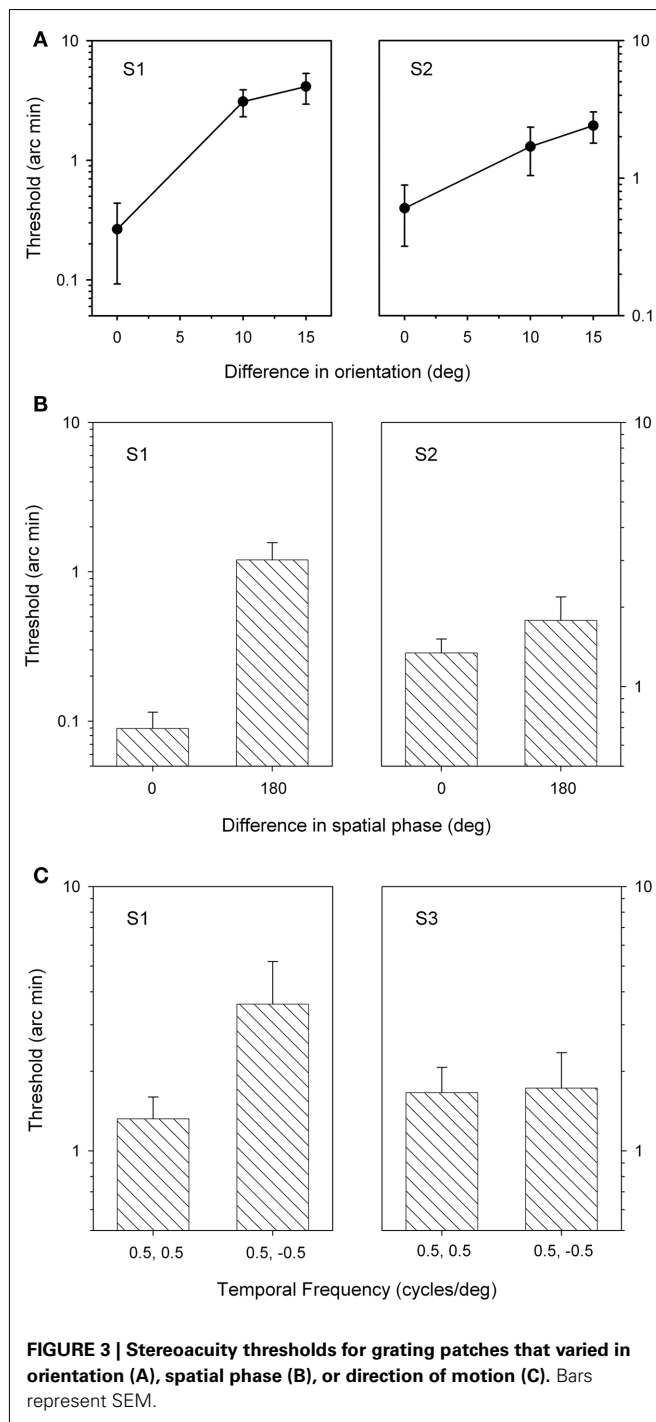 A
S1
S2
10
1
0.1
10
1
0.1
Threshold (arc min)
0 5 10 15
0 5 10 15
Difference in orientation (deg)
B
S1
S2
10
1
0.1
10
1
Threshold (arc min)
0 180
0 180
Difference in spatial phase (deg)
C
S1
S3
10
1
10
1
Threshold (arc min)
0.5, 0.5 0.5, -0.5
0.5, 0.5 0.5, -0.5
Temporal Frequency (cycles/deg)
FIGURE 3 | Stereoacuity thresholds for grating patches that varied in
orientation (A), spatial phase (B), or direction of motion (C). Bars
represent SEM.